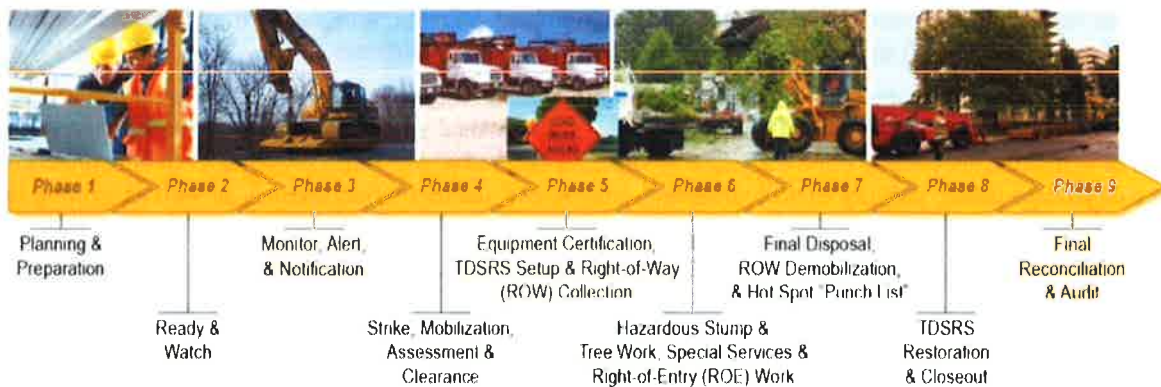 Phase 1
Phase 2
Phase 3
Phase 4
Phase 5
Phase 6
Phase 7
Phase 8
Phase 9
Planning &
Preparation
Ready &
Watch
Monitor, Alert,
& Notification
Strike, Mobilization,
Assessment &
Clearance
Equipment Certification,
TDSRS Setup & Right-of-Way
(ROW) Collection
Hazardous Stump &
Tree Work, Special Services &
Right-of-Entry (ROE) Work
Final Disposal,
ROW Demobilization,
& Hot Spot "Punch List"
TDSRS
Restoration
& Closeout
Final
Reconciliation
& Audit